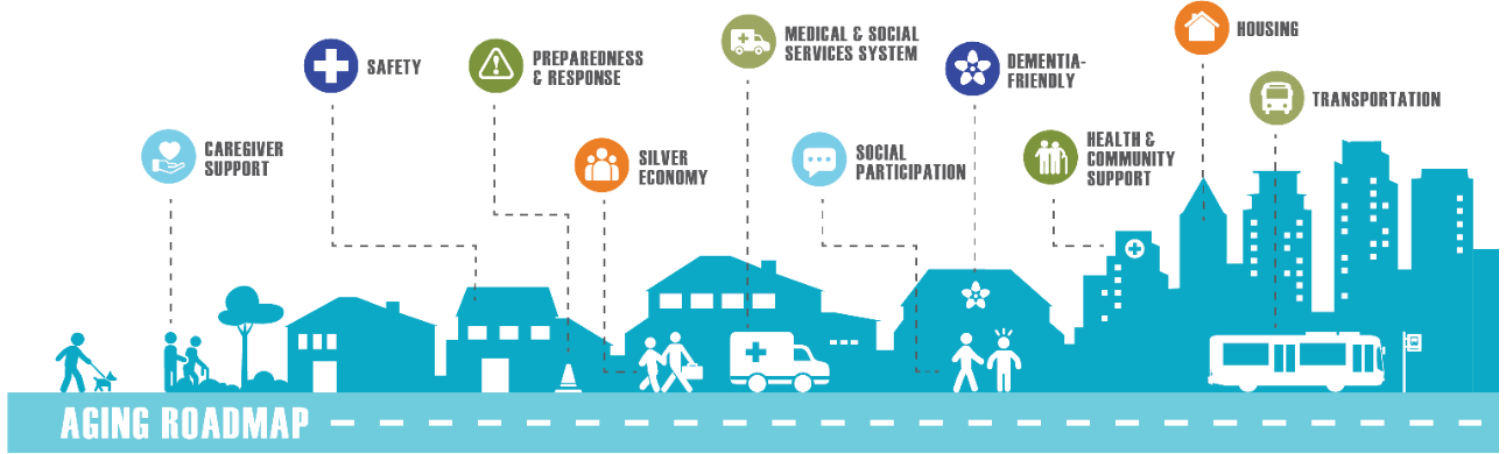 CAREGIVER
SUPPORT
SAFETY
PREPAREDNESS
& RESPONSE
SILVER
ECONOMY
MEDICAL & SOCIAL
SERVICES SYSTEM
SOCIAL
PARTICIPATION
DEMENTIA-
FRIENDLY
HEALTH &
COMMUNITY
SUPPORT
HOUSING
TRANSPORTATION
AGING ROADMAP